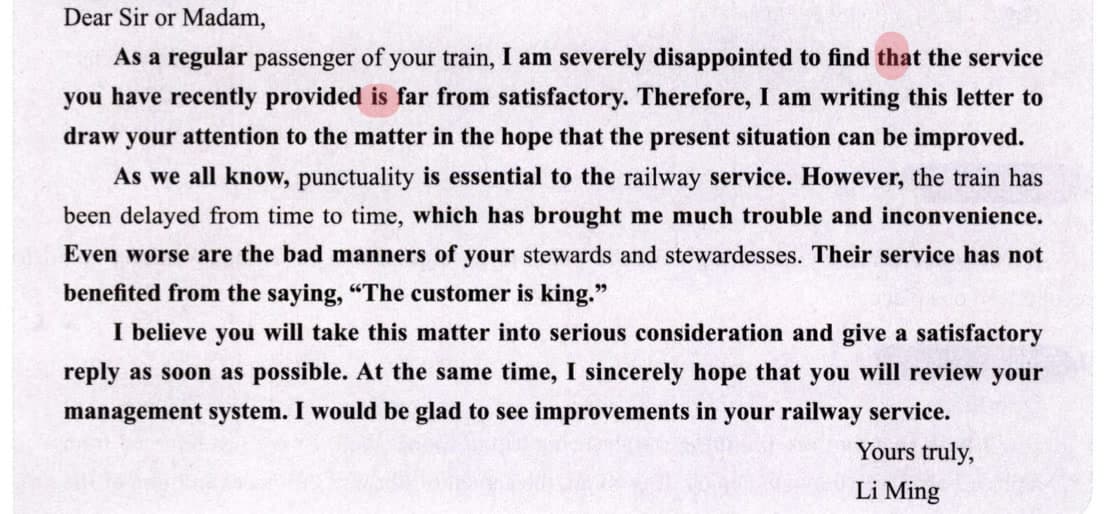 Dear Sir or Madam,
As a regular passenger of your train, I am severely disappointed to find that the service
you have recently provided is far from satisfactory. Therefore, I am writing this letter to
draw your attention to the matter in the hope that the present situation can be improved.
As we all know, punctuality is essential to the railway service. However, the train has
been delayed from time to time, which has brought me much trouble and inconvenience.
Even worse are the bad manners of your stewards and stewardesses. Their service has not
benefited from the saying, “The customer is king.”
I believe you will take this matter into serious consideration and give a satisfactory
reply as soon as possible. At the same time, I sincerely hope that you will review your
management system. I would be glad to see improvements in your railway service.
Yours truly,
Li Ming